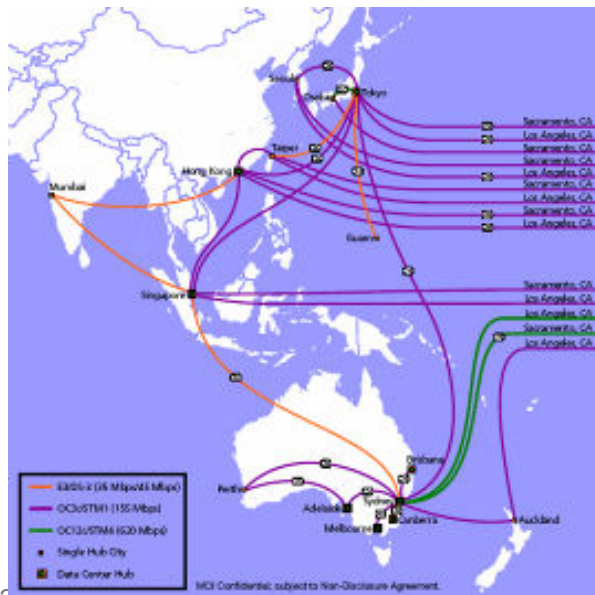 Seoul
Osaka
Tokyo
Taipei
Hong Kong
Mumbai
Singapore
Sacramento, CA
Los Angeles, CA
Sacramento, CA
Sacramento, CA
Los Angeles, CA
Sacramento, CA
Los Angeles, CA
Sacramento, CA
Los Angeles, CA
Sacramento, CA
Los Angeles, CA
Los Angeles, CA
Sacramento, CA
Los Angeles, CA
Brisbane
Perth
Adelaide
Sydney
Canberra
Melbourne
Auckland
E3/DS-3 (35 Mbps/45 Mbps)
OC3c/STM1 (155 Mbps)
OC12c/STM4 (620 Mbps)
Single Hub City
Data Center Hub
MCI Confidential; subject to Non-Disclosure Agreement.